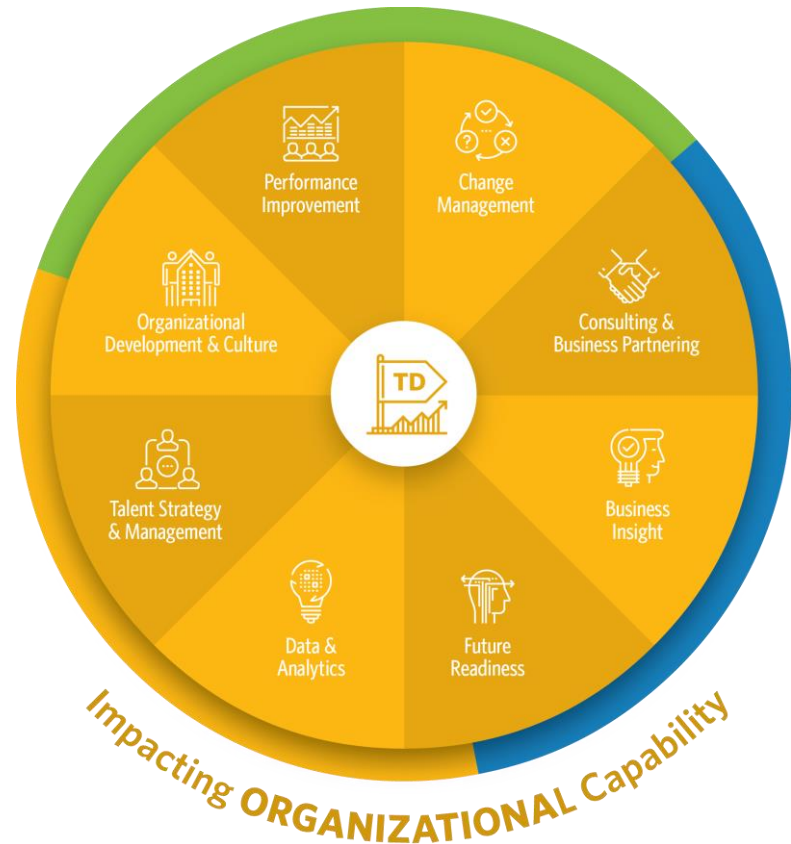 Performance
Improvement
Change
Management
Organizational
Development & Culture
Consulting &
Business Partnering
TD
Talent Strategy
& Management
Business
Insight
Data &
Analytics
Future
Readiness
Impacting ORGANIZATIONAL Capability